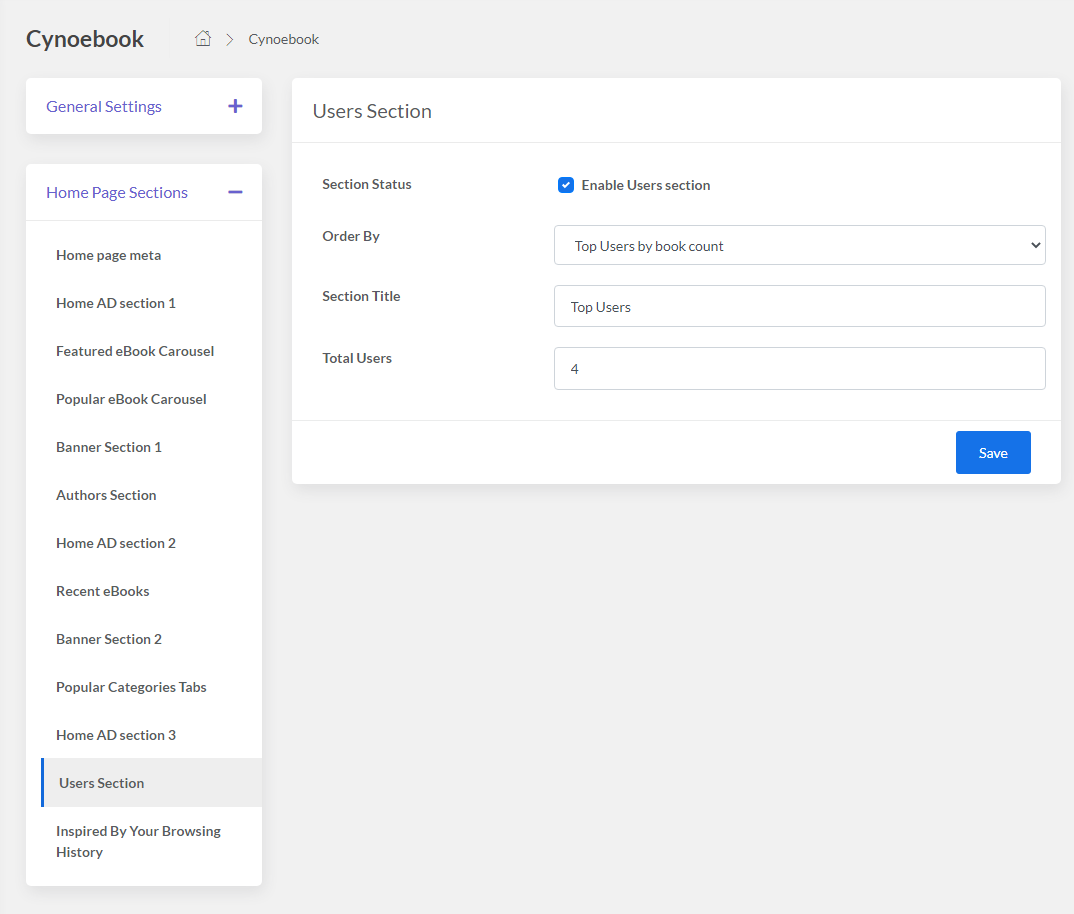 Cynoebook
Cynoebook
General Settings
Home Page Sections
Home page meta
Home AD section 1
Featured eBook Carousel
Popular eBook Carousel
Banner Section 1
Authors Section
Home AD section 2
Recent eBooks
Banner Section 2
Popular Categories Tabs
Home AD section 3
Users Section
Inspired By Your Browsing
History
Users Section
Section Status
Enable Users section
Order By
Top Users by book count
Section Title
Top Users
Total Users
4
Save